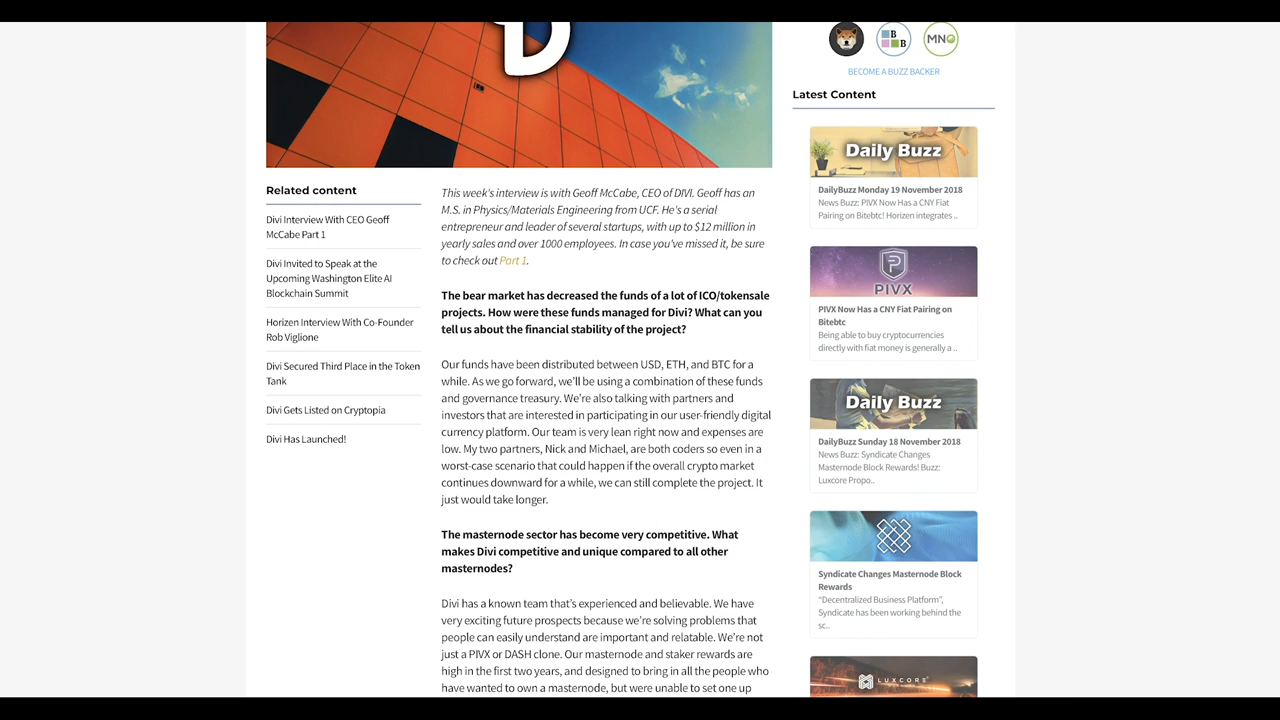 D
B
B
MN
BECOME A BUZZ BACKER
Related content
Divi Interview With CEO Geoff
McCabe Part 1
Divi Invited to Speak at the
Upcoming Washington Elite AI
Blockchain Summit
Horizen Interview With Co-Founder
Rob Viglione
Divi Secured Third Place in the Token
Tank
Divi Gets Listed on Cryptopia
Divi Has Launched!
This week's interview is with Geoff McCabe, CEO of DIVI. Geoff has an
M.S. in Physics/Materials Engineering from UCF. He's a serial
entrepreneur and leader of several startups, with up to $12 million in
yearly sales and over 1000 employees. In case you've missed it, be sure
to check out Part 1.
The bear market has decreased the funds of a lot of ICO/tokensale
projects. How were these funds managed for Divi? What can you
tell us about the financial stability of the project?
Our funds have been distributed between USD, ETH, and BTC for a
while. As we go forward, we'll be using a combination of these funds
and governance treasury. We're also talking with partners and
investors that are interested in participating in our user-friendly digital
currency platform. Our team is very lean right now and expenses are
low. My two partners, Nick and Michael, are both coders so even in a
worst-case scenario that could happen if the overall crypto market
continues downward for a while, we can still complete the project. It
just would take longer.
The masternode sector has become very competitive. What
makes Divi competitive and unique compared to all other
masternodes?
Divi has a known team that's experienced and believable. We have
very exciting future prospects because we're solving problems that
people can easily understand are important and relatable. We're not
just a PIVX or DASH clone. Our masternode and staker rewards are
high in the first two years, and designed to bring in all the people who
have wanted to own a masternode, but were unable to set one up
Latest Content
Daily Buzz
DailyBuzz Monday 19 November 2018
News Buzz: PIVX Now Has a CNY Fiat
Pairing on Bitebtc! Horizen integrates ..
PIVX
PIVX Now Has a CNY Fiat Pairing on
Bitebtc
Being able to buy cryptocurrencies
directly with fiat money is generally a ..
Daily Buzz
DailyBuzz Sunday 18 November 2018
News Buzz: Syndicate Changes
Masternode Block Rewards! Buzz:
Luxcore Propo..
Syndicate Changes Masternode Block
Rewards
"Decentralized Business Platform",
Syndicate has been working behind the
sc..
LUXCORE